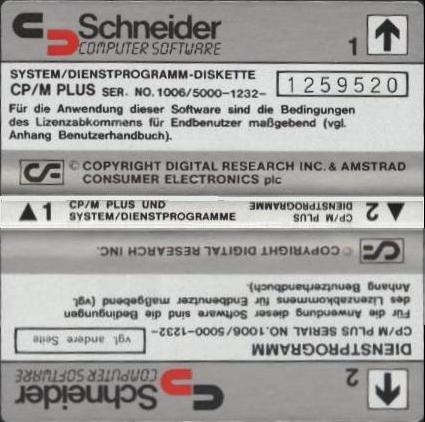 Schneider
COMPUTER SOFTWARE
1
SYSTEM/DIENSTPROGRAMM-DISKETTE
CP/M PLUS SER. NO. 1006/5000-1232- 1259520
Für die Anwendung dieser Software sind die Bedingungen
des Lizenzabkommens für Endbenutzer maßgebend (vgl.
Anhang Benutzerhandbuch).
© COPYRIGHT DIGITAL RESEARCH INC. & AMSTRAD
CONSUMER ELECTRONICS plc
▲1 CP/M PLUS UND
SYSTEM/DIENSTPROGRAMME
▲2 CP/M PLUS
DIENSTPROGRAMME
Schneider
COMPUTER SOFTWARE
2
DIENSTPROGRAMM
CP/M PLUS SERIAL NO. 1006/5000-1232- vgl. andere Seite
Für die Anwendung dieser Software sind die Bedingungen
des Lizenzabkommens für Endbenutzer maßgebend (vgl.
Anhang Benutzerhandbuch).
© COPYRIGHT DIGITAL RESEARCH INC.